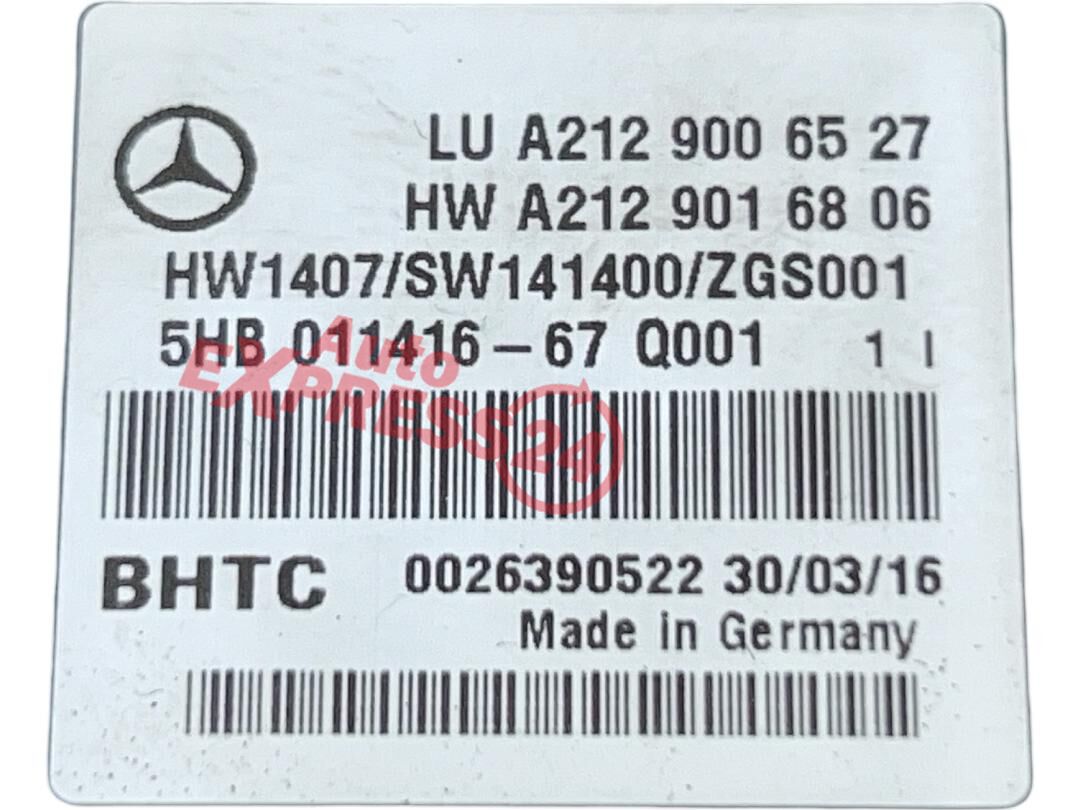 LU A212 900 65 27
HW A212 901 68 06
HW1407/SW141400/ZGS001
5HB 011416-67 Q001 1 I
Auto
EXPRESS24
BHTC 0026390522 30/03/16
Made in Germany